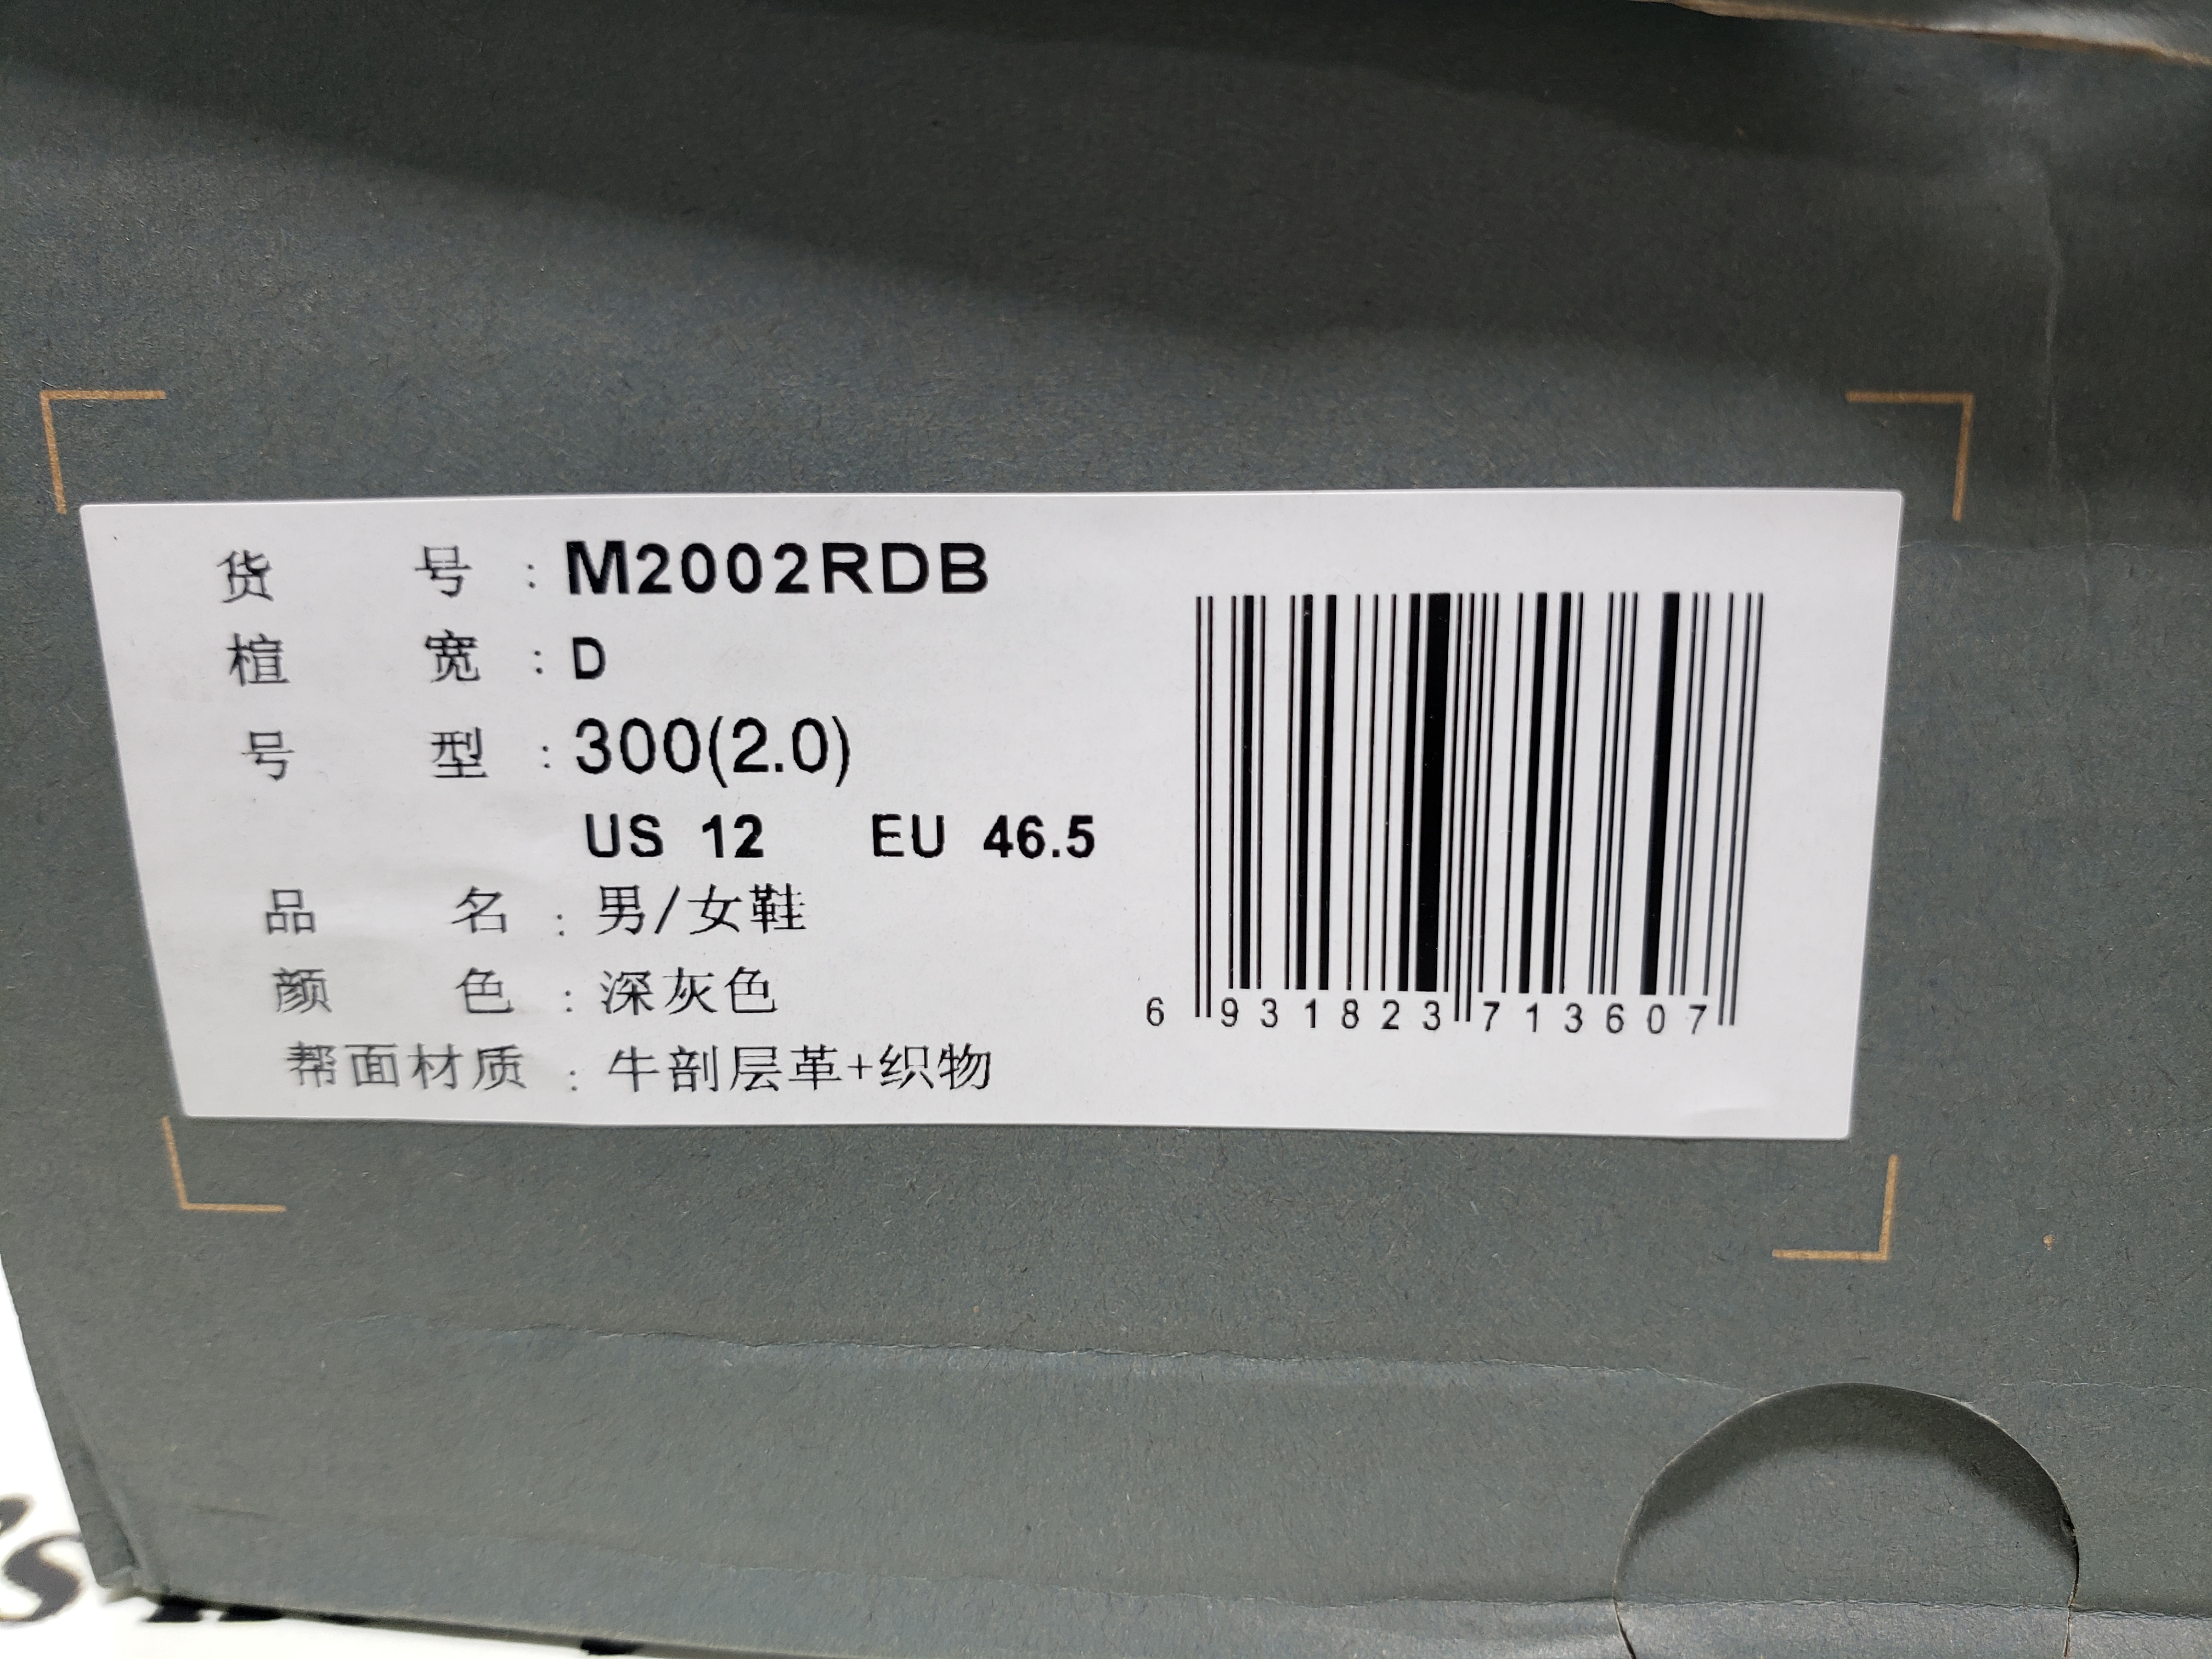 货 号 : M2002RDB
楦 宽 : D
号 型 : 300(2.0)
US 12 EU 46.5
品 名 : 男/女鞋
颜 色 : 深灰色
帮面材质 : 牛剖层革+织物
6 931823 713607